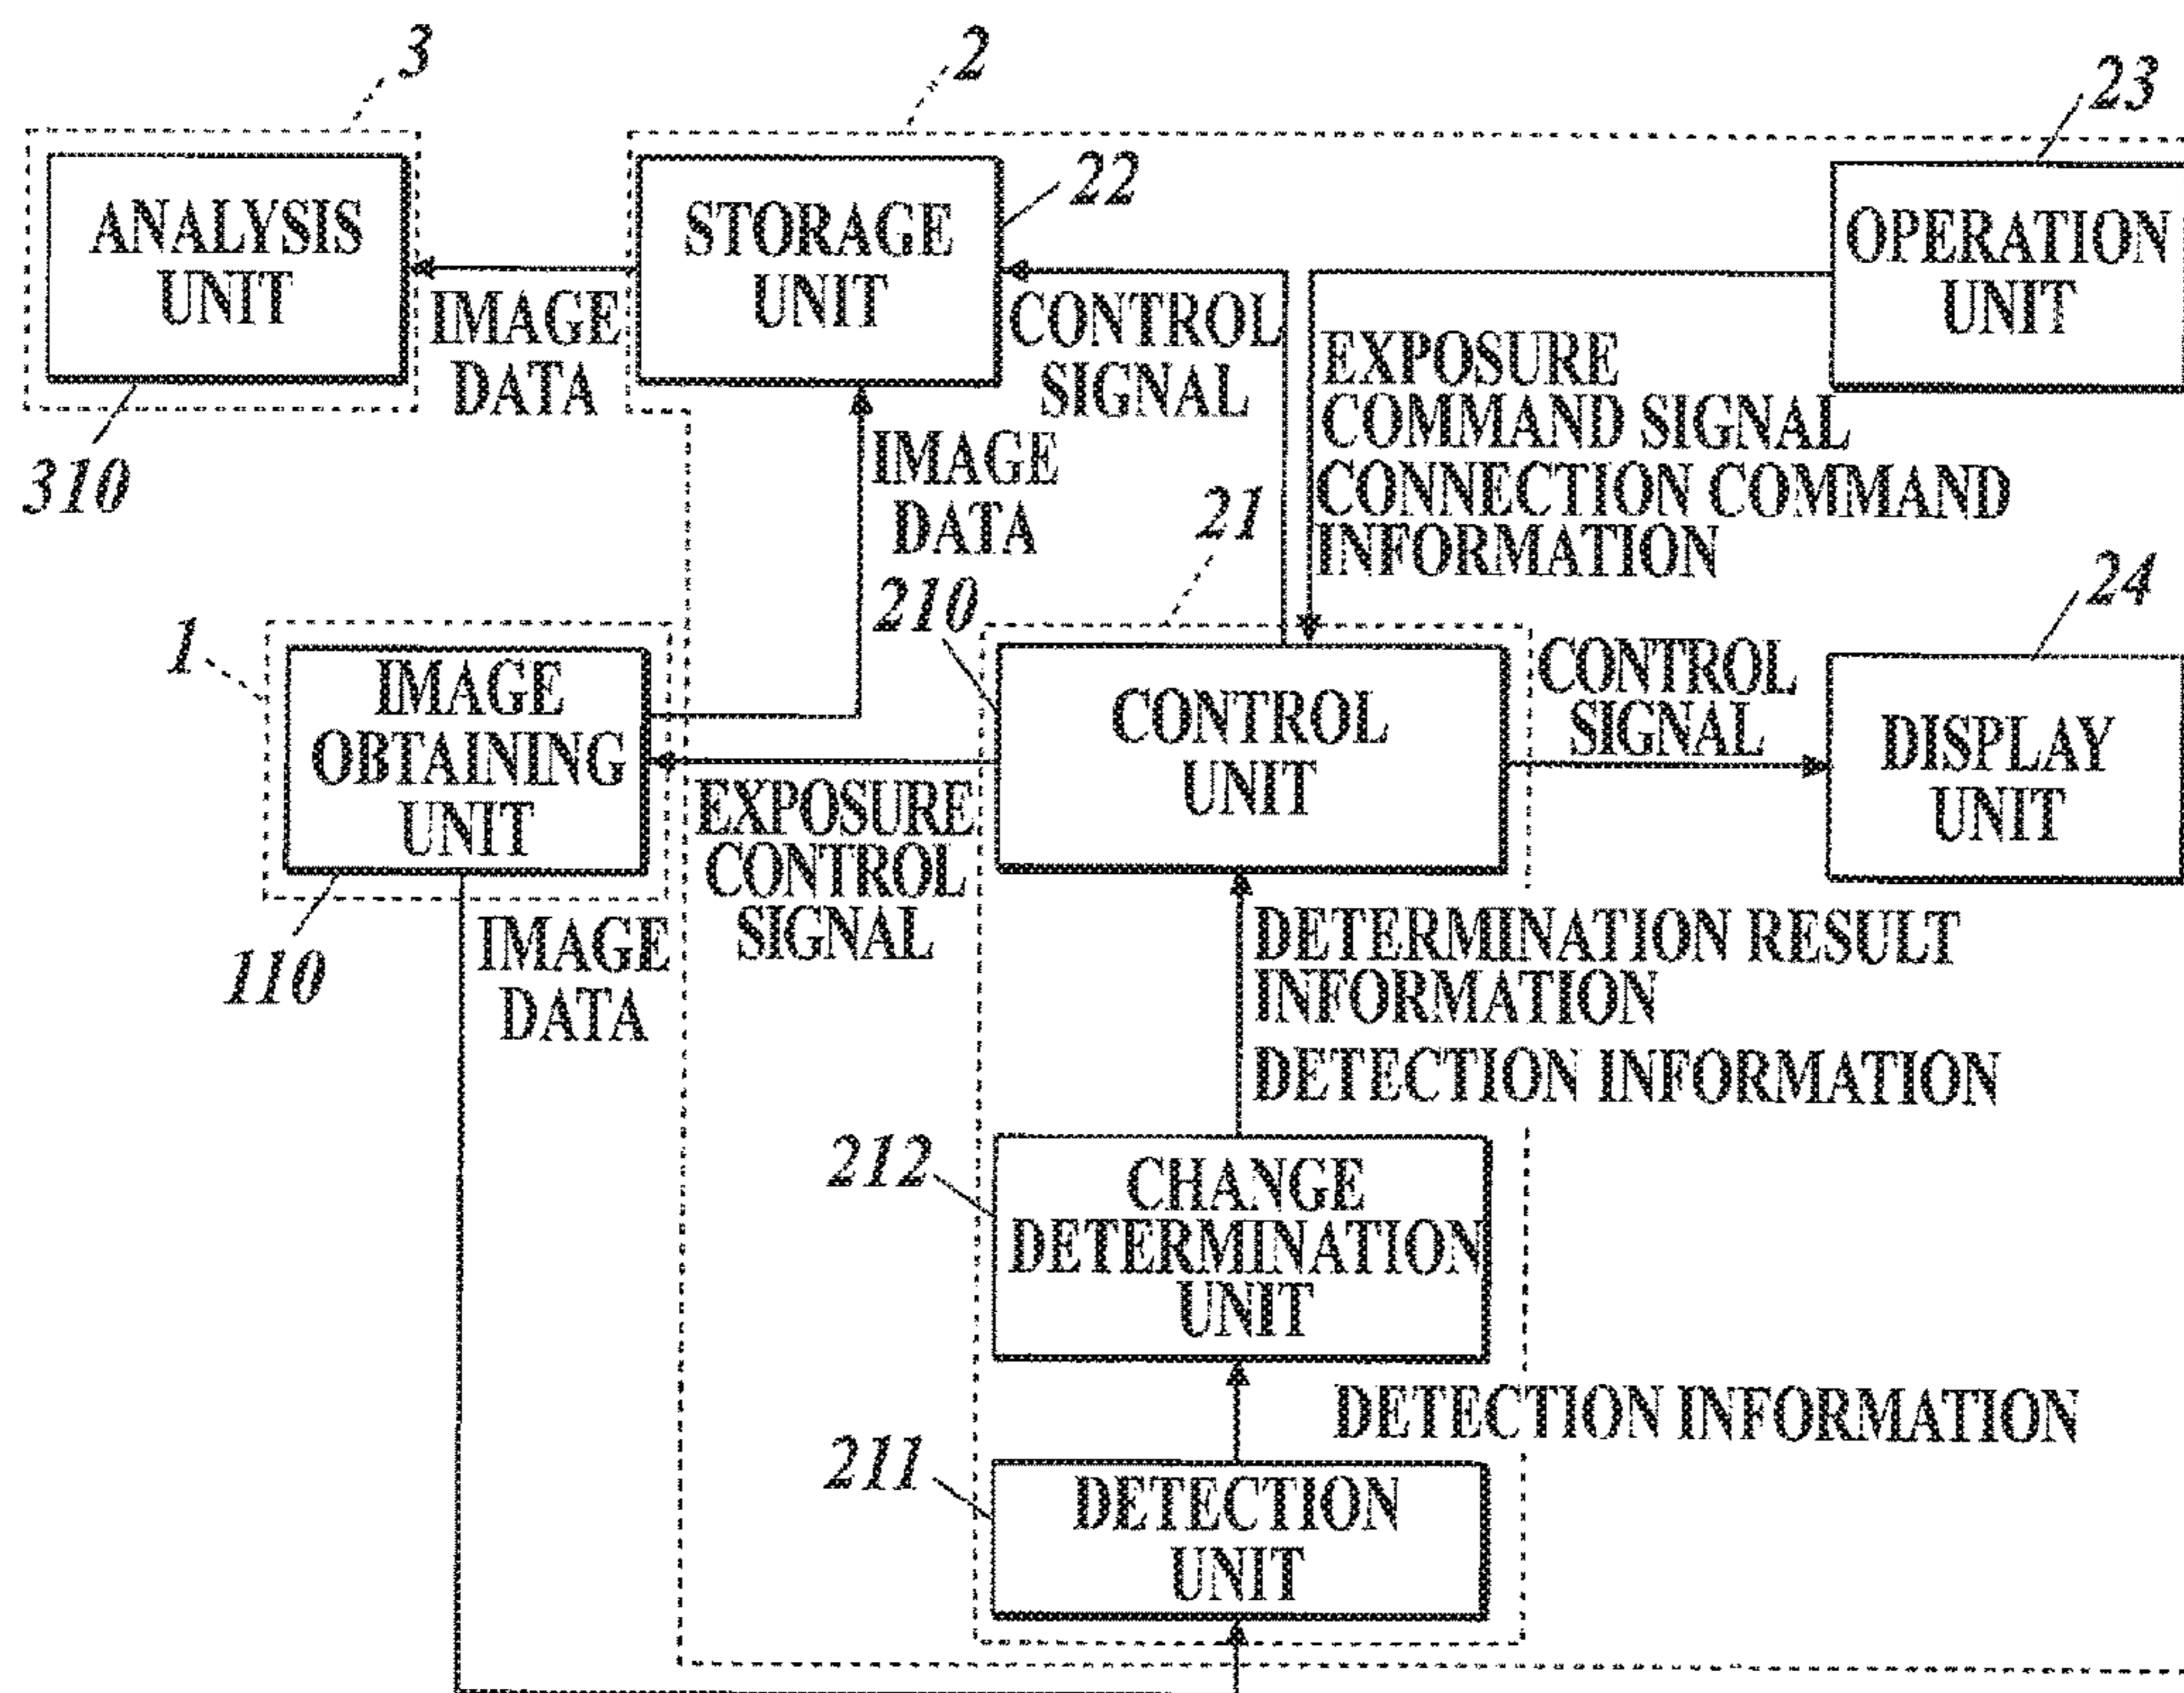 3
2
23
ANALYSIS
UNIT
STORAGE
UNIT
22
OPERATION
UNIT
IMAGE
DATA
CONTROL
SIGNAL
EXPOSURE
COMMAND SIGNAL
CONNECTION COMMAND
INFORMATION
310
IMAGE
DATA
21
210
24
1
IMAGE
OBTAINING
UNIT
CONTROL
UNIT
CONTROL
SIGNAL
DISPLAY
UNIT
EXPOSURE
CONTROL
SIGNAL
110
IMAGE
DATA
DETERMINATION RESULT
INFORMATION
DETECTION INFORMATION
212
CHANGE
DETERMINATION
UNIT
DETECTION INFORMATION
211
DETECTION
UNIT